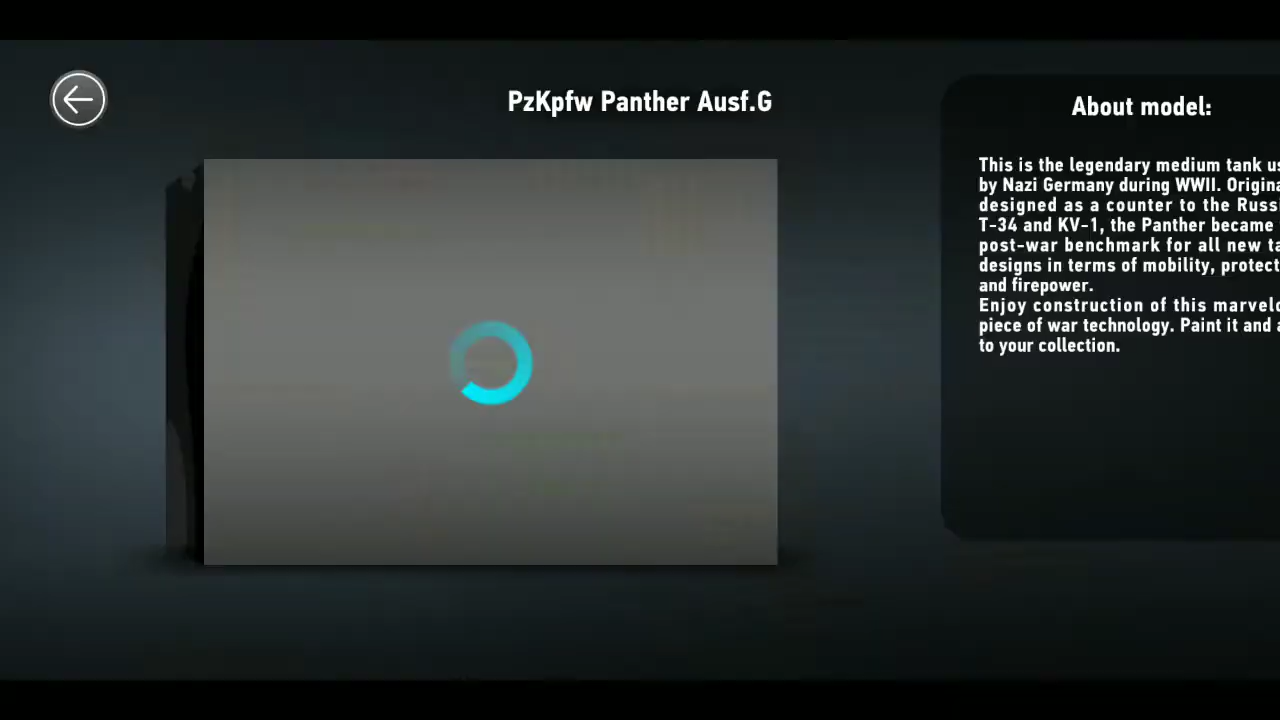 PzKpfw Panther Ausf.G
About model:
This is the legendary medium tank us
by Nazi Germany during WWII. Origina
designed as a counter to the Russi
T-34 and KV-1, the Panther became
post-war benchmark for all new ta
designs in terms of mobility, protect
and firepower.
Enjoy construction of this marvelo
piece of war technology. Paint it and a
to your collection.